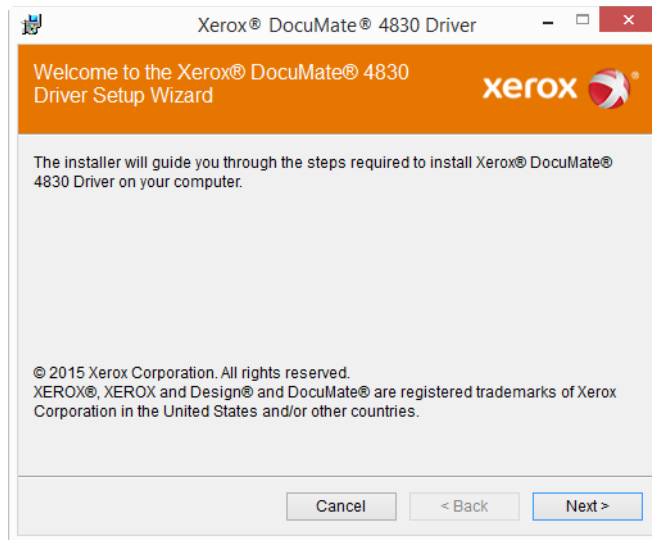 Xerox® DocuMate® 4830 Driver
Welcome to the Xerox® DocuMate® 4830
Driver Setup Wizard
xerox ®
The installer will guide you through the steps required to install Xerox® DocuMate®
4830 Driver on your computer.
© 2015 Xerox Corporation. All rights reserved.
XEROX®, XEROX and Design® and DocuMate® are registered trademarks of Xerox
Corporation in the United States and/or other countries.
Cancel < Back Next >